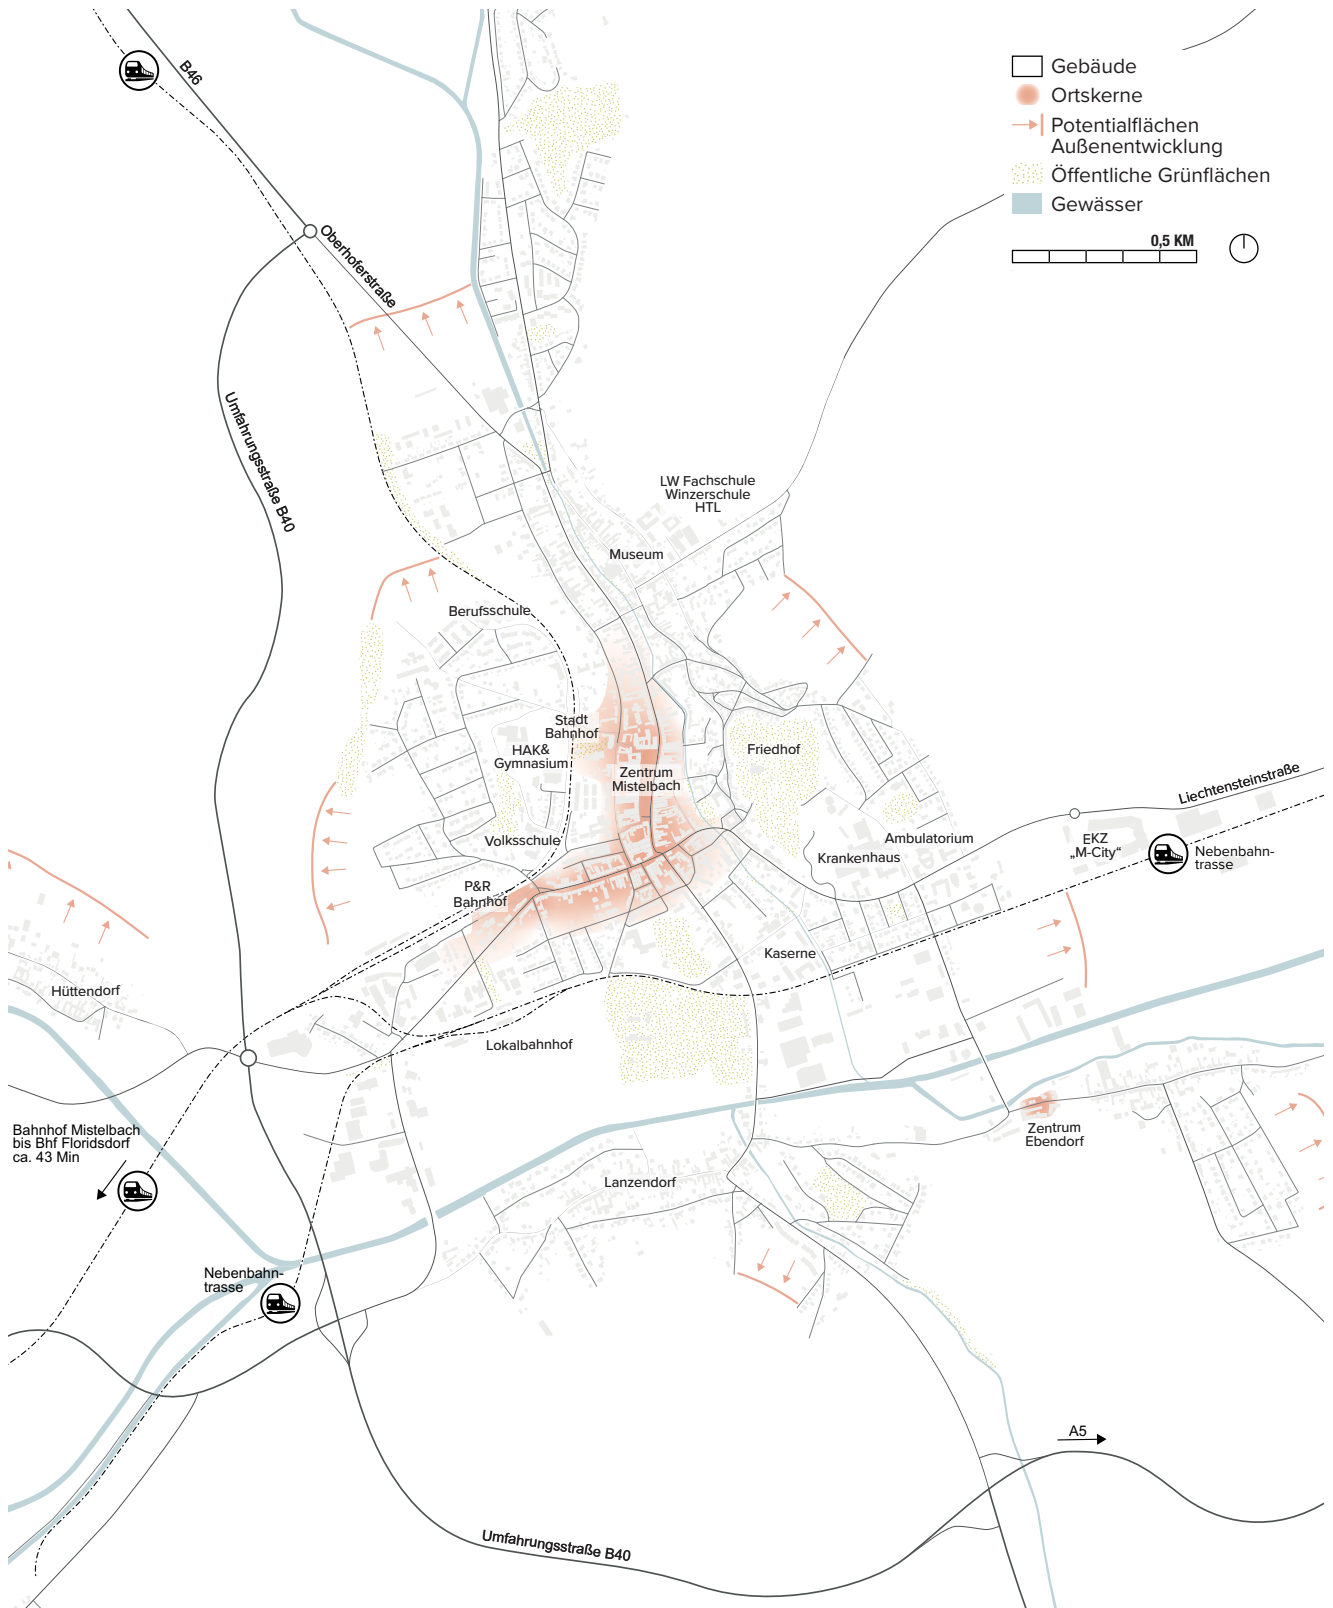 B46
Gebäude
Ortskerne
Potentialflächen
Außenentwicklung
Öffentliche Grünflächen
Gewässer
0,5 KM
Oberhoferstraße
Umfahrungsstraße B40
LW Fachschule
Winzerschule
HTL
Museum
Berufsschule
Stadt
Bahnhof
HAK&
Gymnasium
Zentrum
Mistelbach
Friedhof
Liechtensteinstraße
Volksschule
Krankenhaus
Ambulatorium
EKZ
„M-City“
Nebenbahn-
trasse
P&R
Bahnhof
Kaserne
Hüttendorf
Lokalbahnhof
Bahnhof Mistelbach
bis Bhf Floridsdorf
ca. 43 Min
Zentrum
Ebendorf
Lanzendorf
Nebenbahn-
trasse
A5
Umfahrungsstraße B40